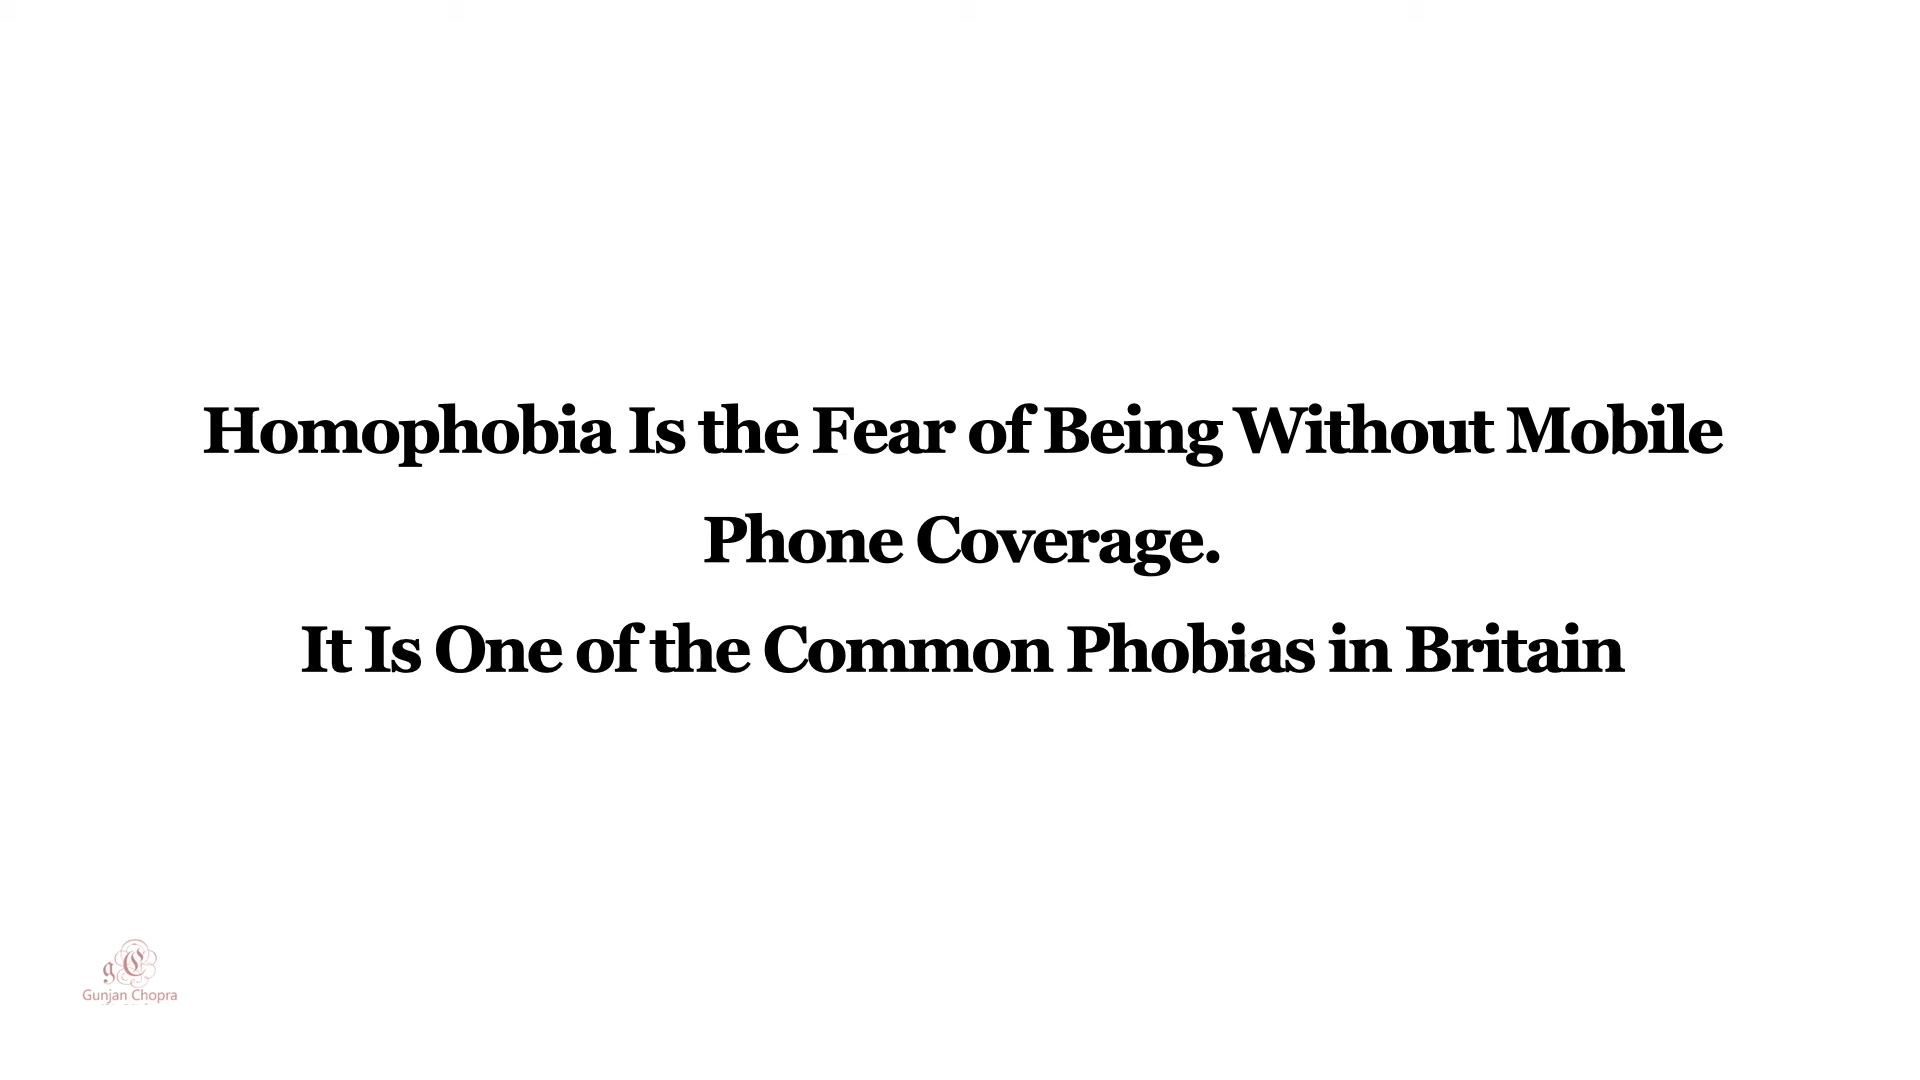 Homophobia Is the Fear of Being Without Mobile
Phone Coverage.
It Is One of the Common Phobias in Britain
g C
Gunjan Chopra